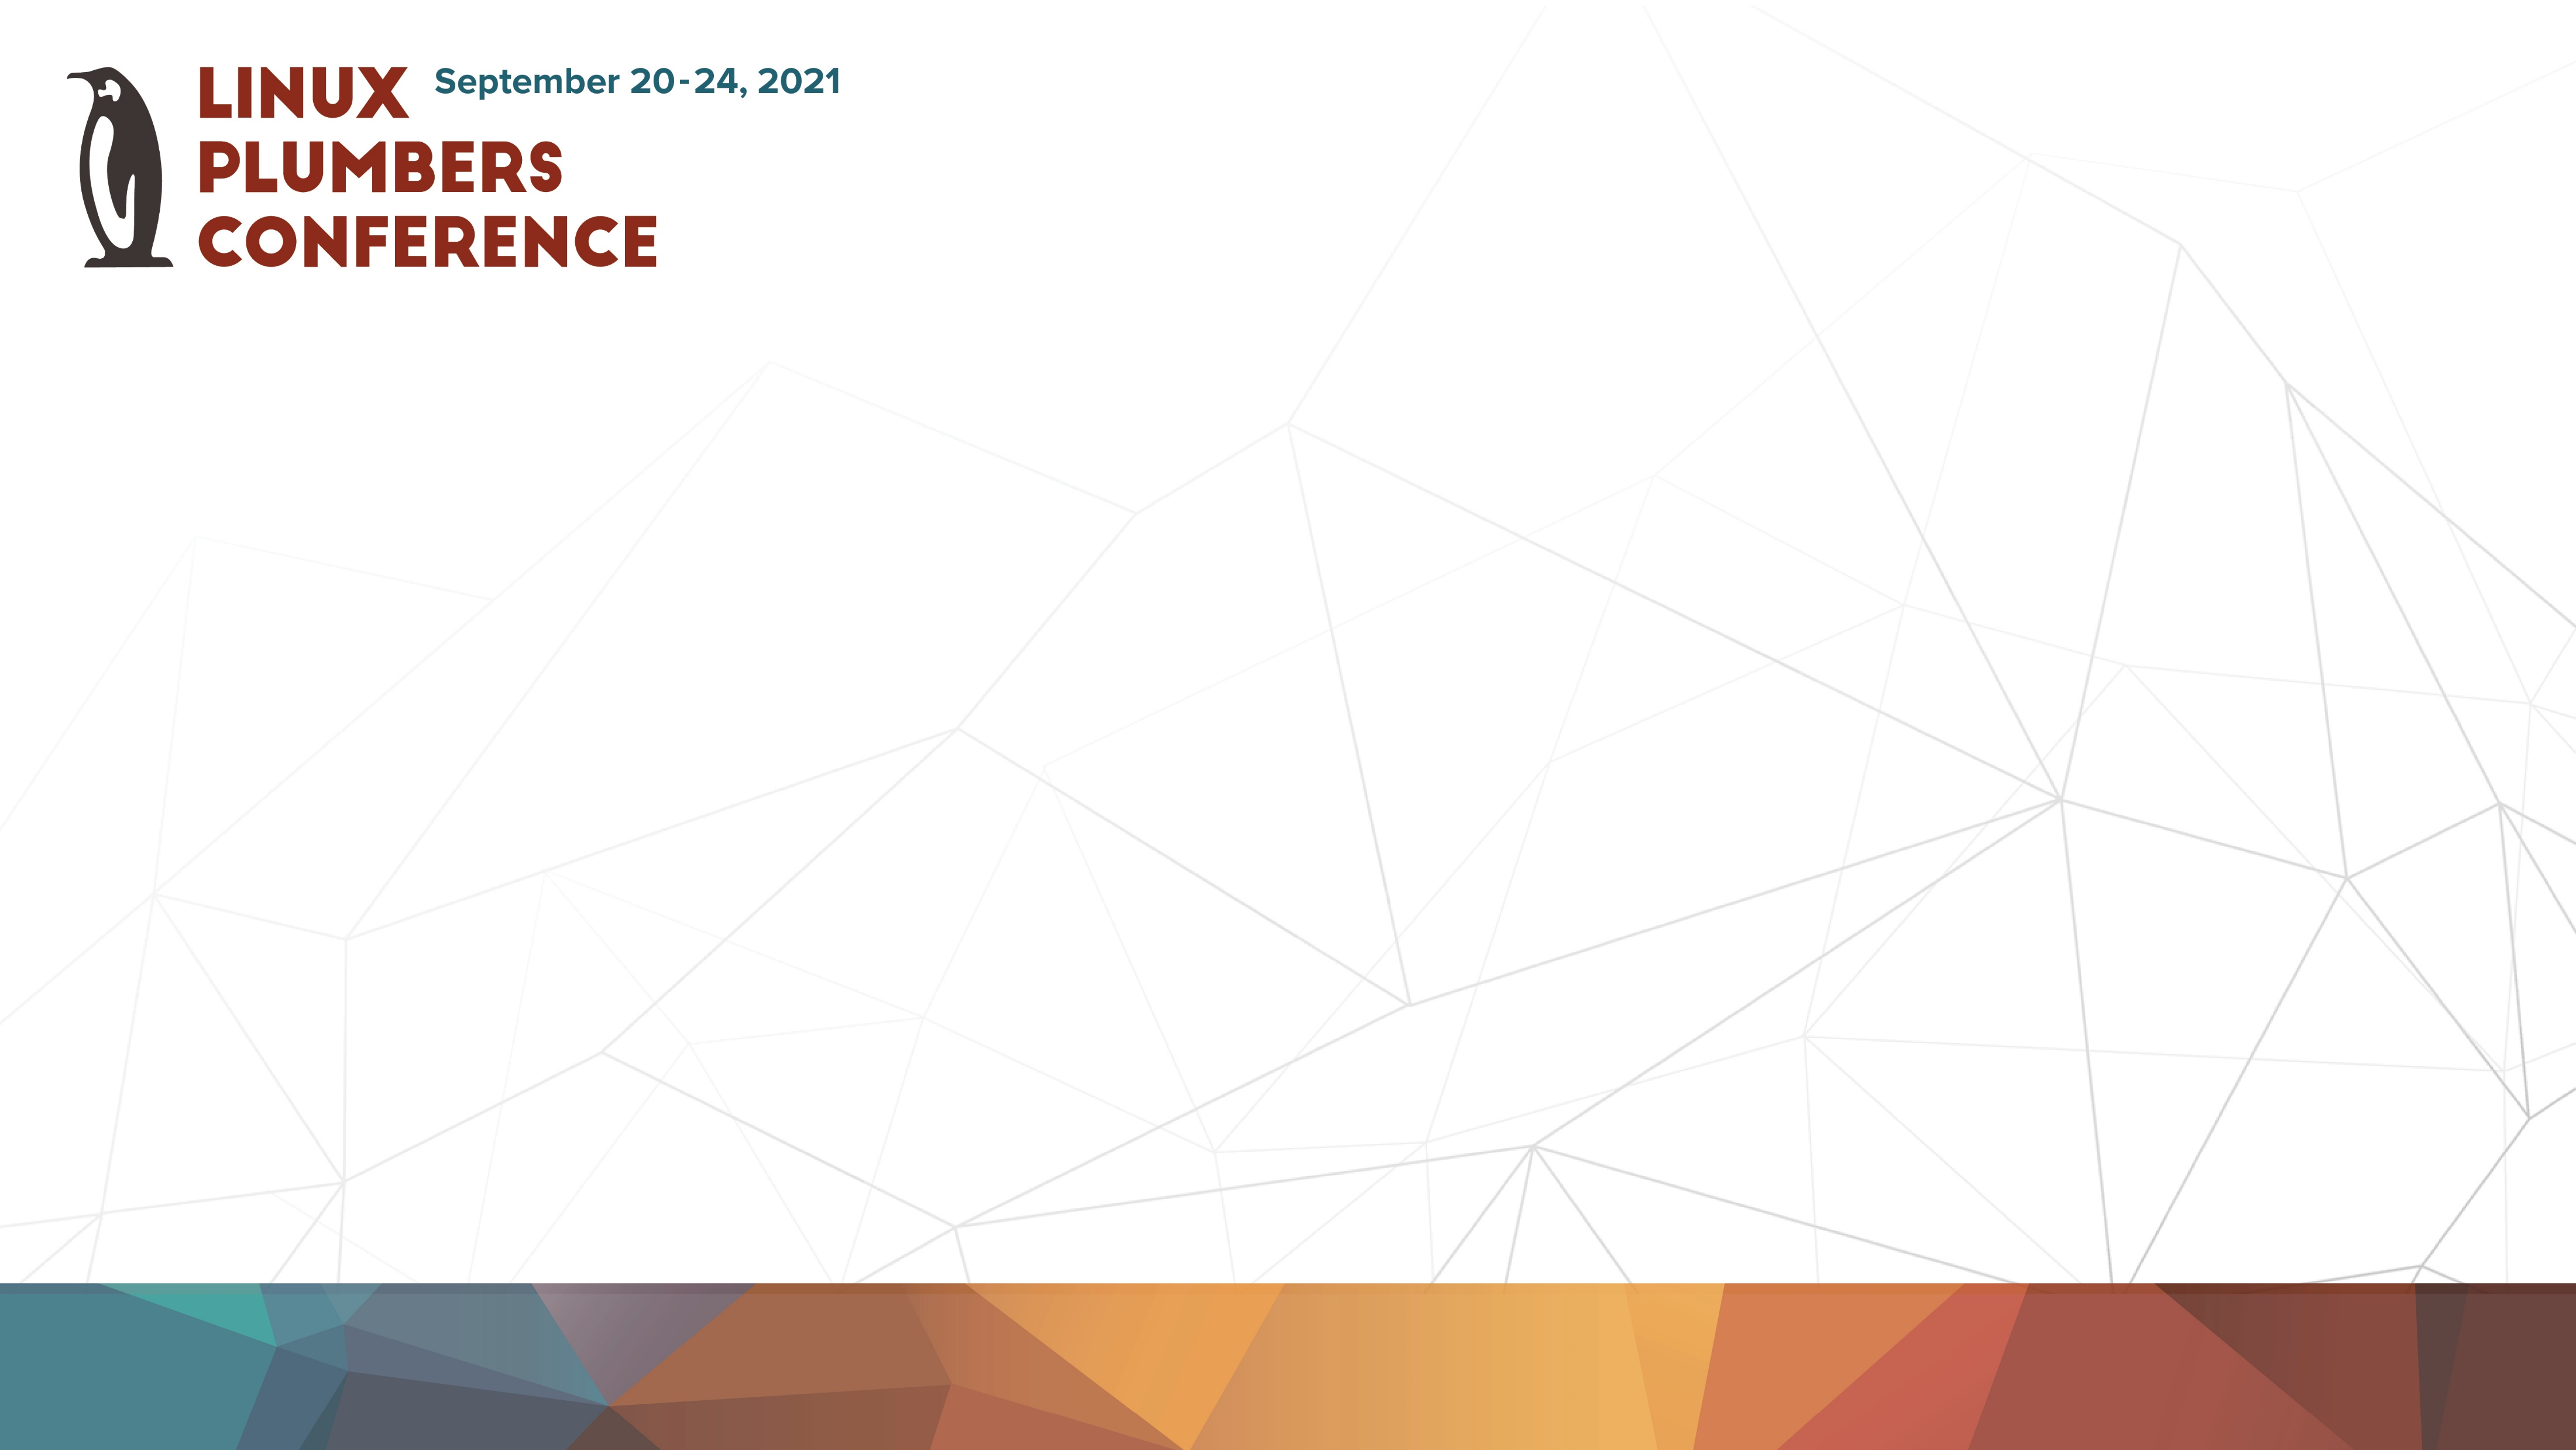 LINUX September 20-24, 2021
PLUMBERS
CONFERENCE